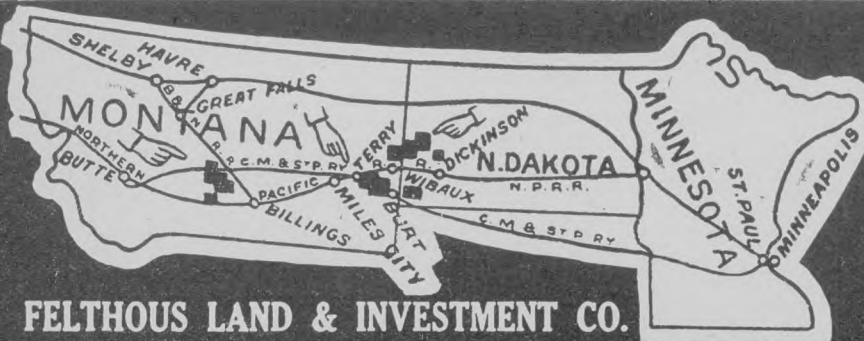 SHELBY
HAVRE
GREAT FALLS
B. & N. R. R.
MONTANA
NORTHERN
BUTTE
C. M. & ST P. RY
PACIFIC
BILLINGS
TERRY
MILES CITY
R. R.
WIBAUX
BURT
DICKINSON
N. DAKOTA
N. P. R. R.
C. M. & ST P RY
MINNESOTA
ST. PAUL
MINNEAPOLIS
FELTHOUS LAND & INVESTMENT CO.